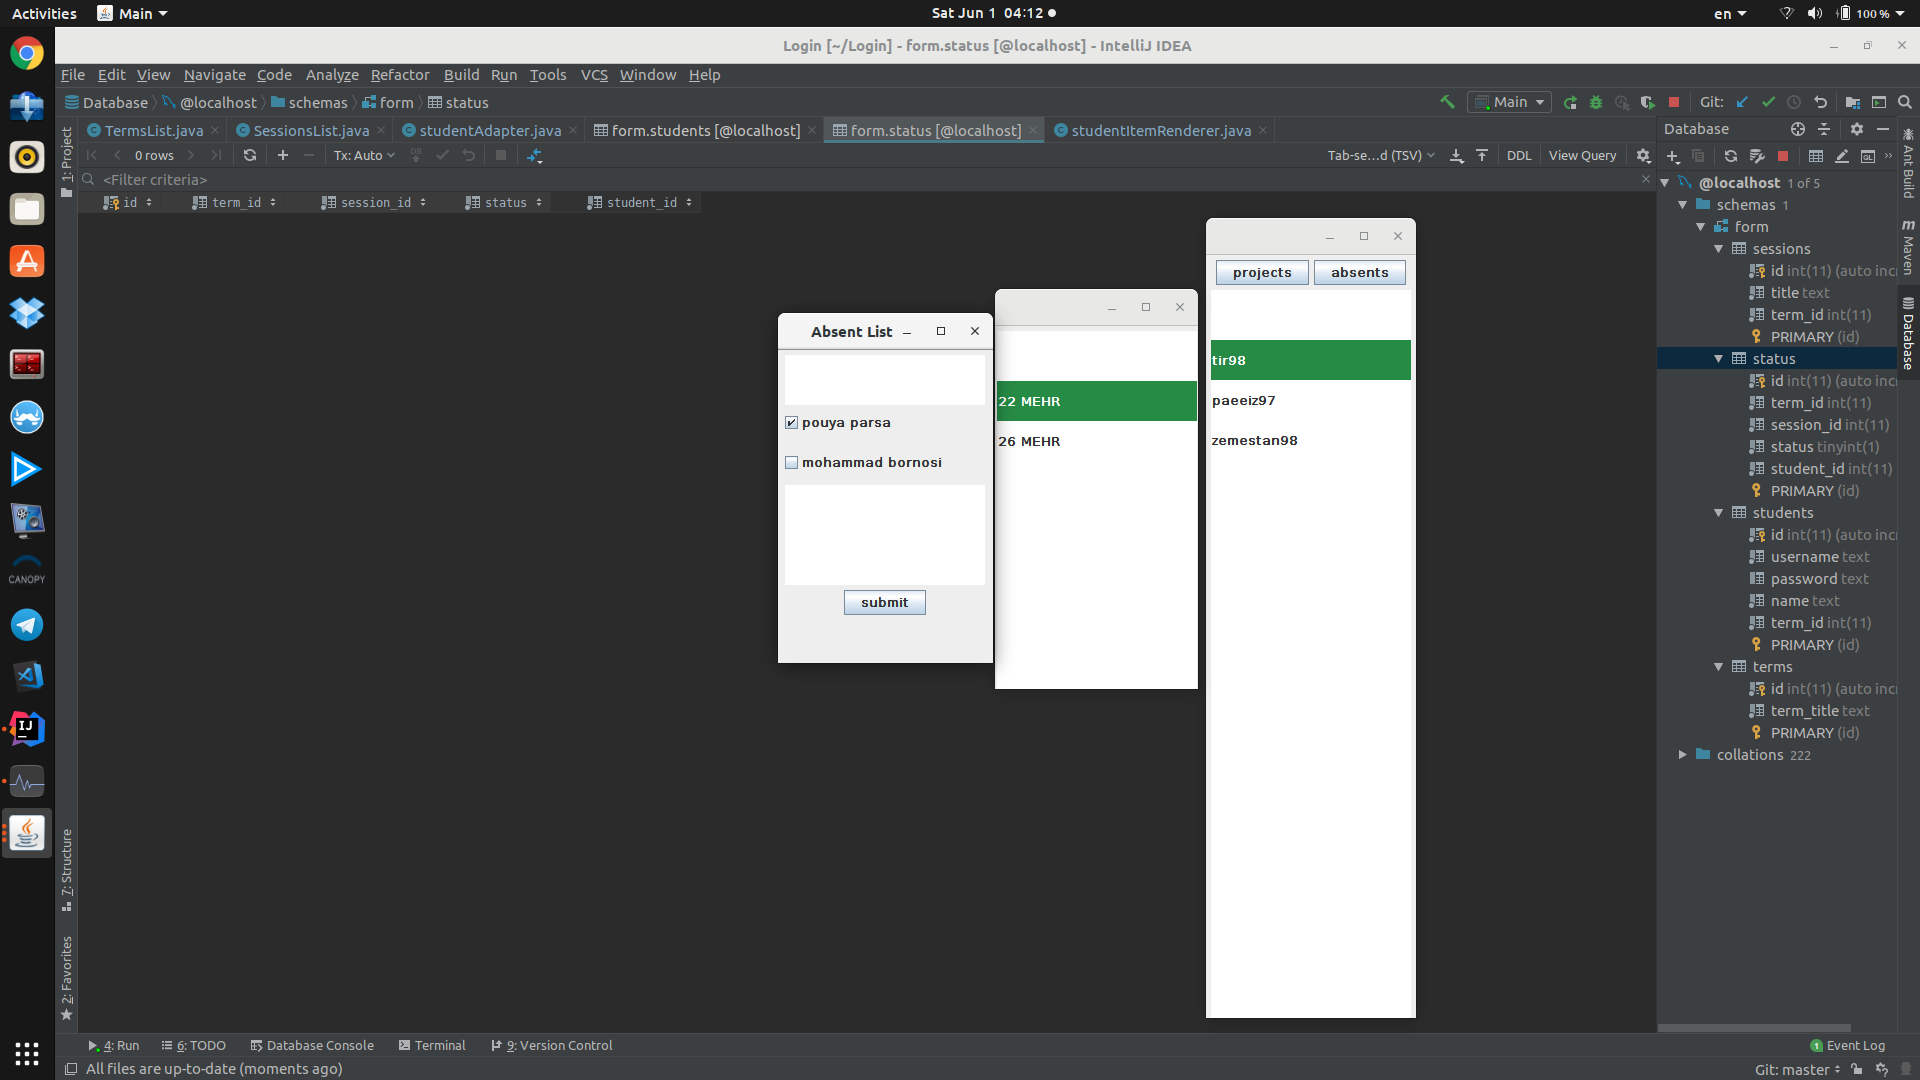 Activities Main Sat Jun 1 04:12 en 100 %
Login [~/Login] - form.status [@localhost] - IntelliJ IDEA
File Edit View Navigate Code Analyze Refactor Build Run Tools VCS Window Help
Database @localhost schemas form status Main Git:
TermsList.java SessionsList.java studentAdapter.java form.students [@localhost] form.status [@localhost] studentItemRenderer.java
0 rows Tx: Auto DB Tab-se...d (TSV) DDL View Query
<Filter criteria>
id term_id session_id status student_id
1: Project
7: Structure
2: Favorites
CANOPY
Absent List
pouya parsa
mohammad bornosi
submit
22 MEHR
26 MEHR
projects absents
tir98
paeeiz97
zemestan98
Database
QL
@localhost 1 of 5
schemas 1
form
sessions
id int(11) (auto incr
title text
term_id int(11)
PRIMARY (id)
status
id int(11) (auto incr
term_id int(11)
session_id int(11)
status tinyint(1)
student_id int(11)
PRIMARY (id)
students
id int(11) (auto incr
username text
password text
name text
term_id int(11)
PRIMARY (id)
terms
id int(11) (auto incr
term_title text
PRIMARY (id)
collations 222
Ant Build
m Maven
Database
4: Run 6: TODO Database Console Terminal 9: Version Control 1 Event Log
All files are up-to-date (moments ago) Git: master